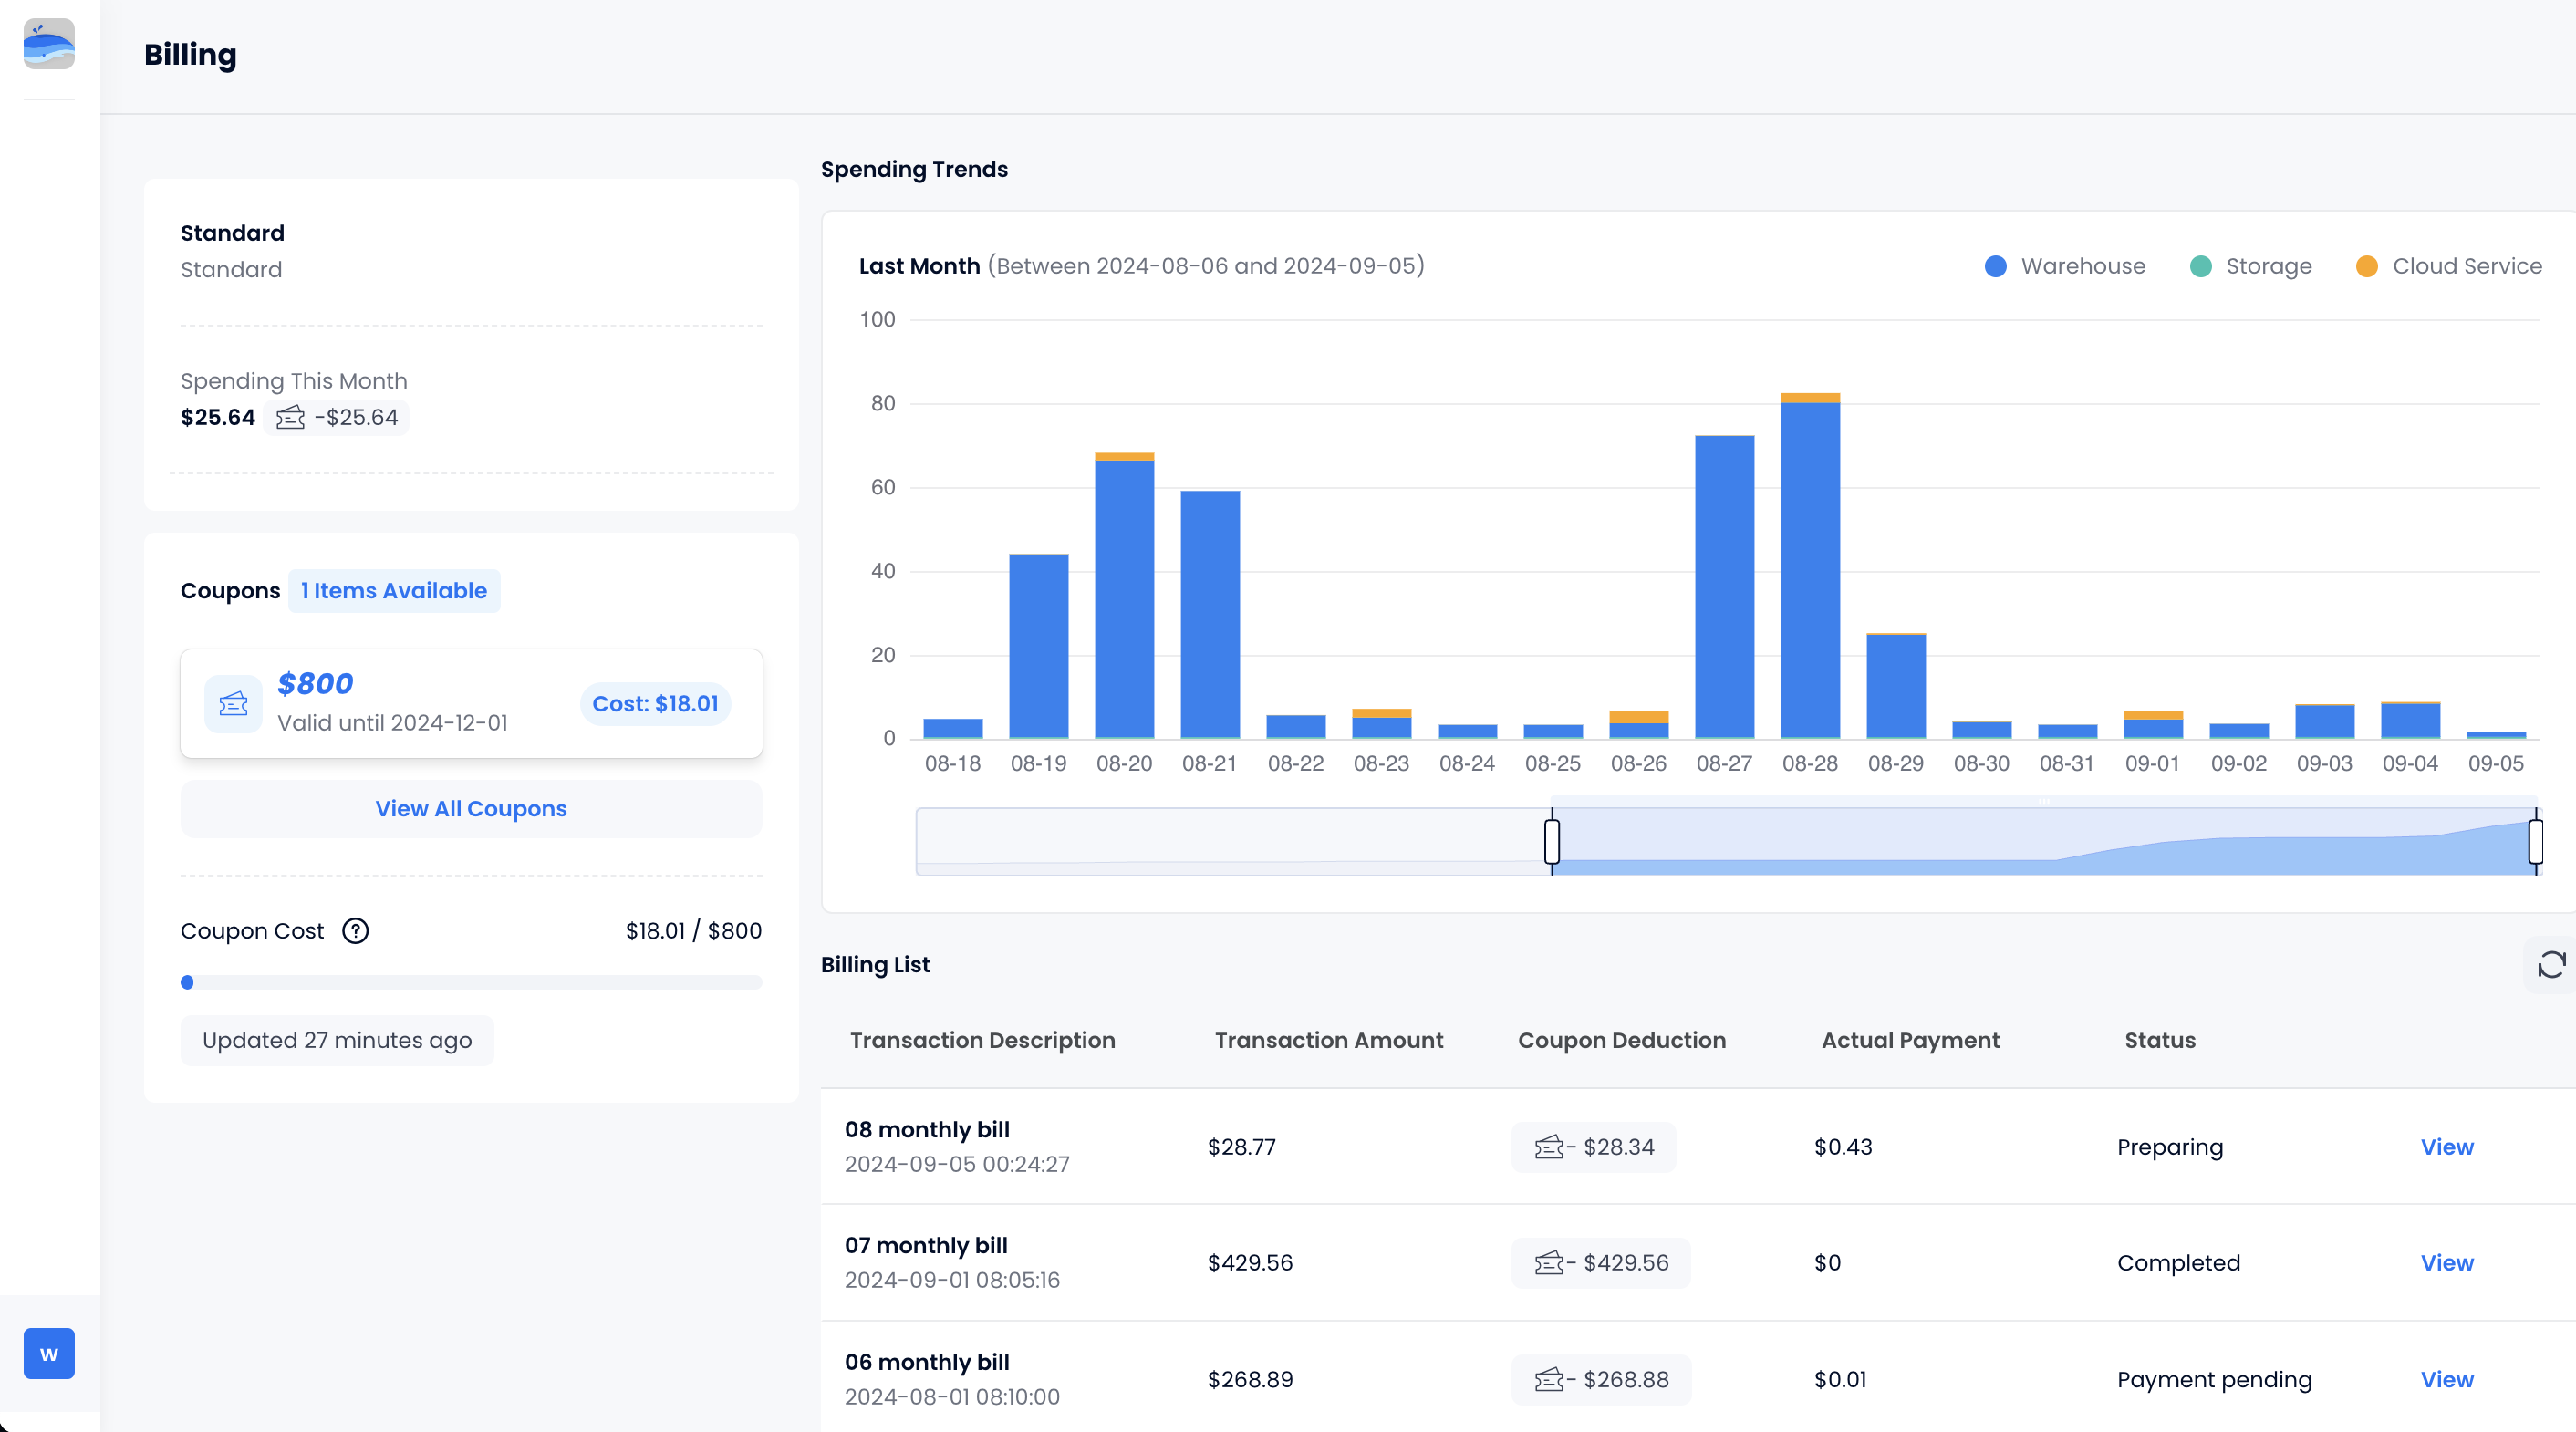 Billing
Standard
Standard
Spending This Month
$25.64 -$25.64
Coupons 1 Items Available
$800
Valid until 2024-12-01
Cost: $18.01
View All Coupons
Coupon Cost ? $18.01 / $800
Updated 27 minutes ago
W
Spending Trends
Last Month (Between 2024-08-06 and 2024-09-05)
Warehouse Storage Cloud Service
100
80
60
40
20
0
08-18 08-19 08-20 08-21 08-22 08-23 08-24 08-25 08-26 08-27 08-28 08-29 08-30 08-31 09-01 09-02 09-03 09-04 09-05
Billing List
Transaction Description Transaction Amount Coupon Deduction Actual Payment Status
08 monthly bill
2024-09-05 00:24:27
$28.77 - $28.34 $0.43 Preparing View
07 monthly bill
2024-09-01 08:05:16
$429.56 - $429.56 $0 Completed View
06 monthly bill
2024-08-01 08:10:00
$268.89 - $268.88 $0.01 Payment pending View